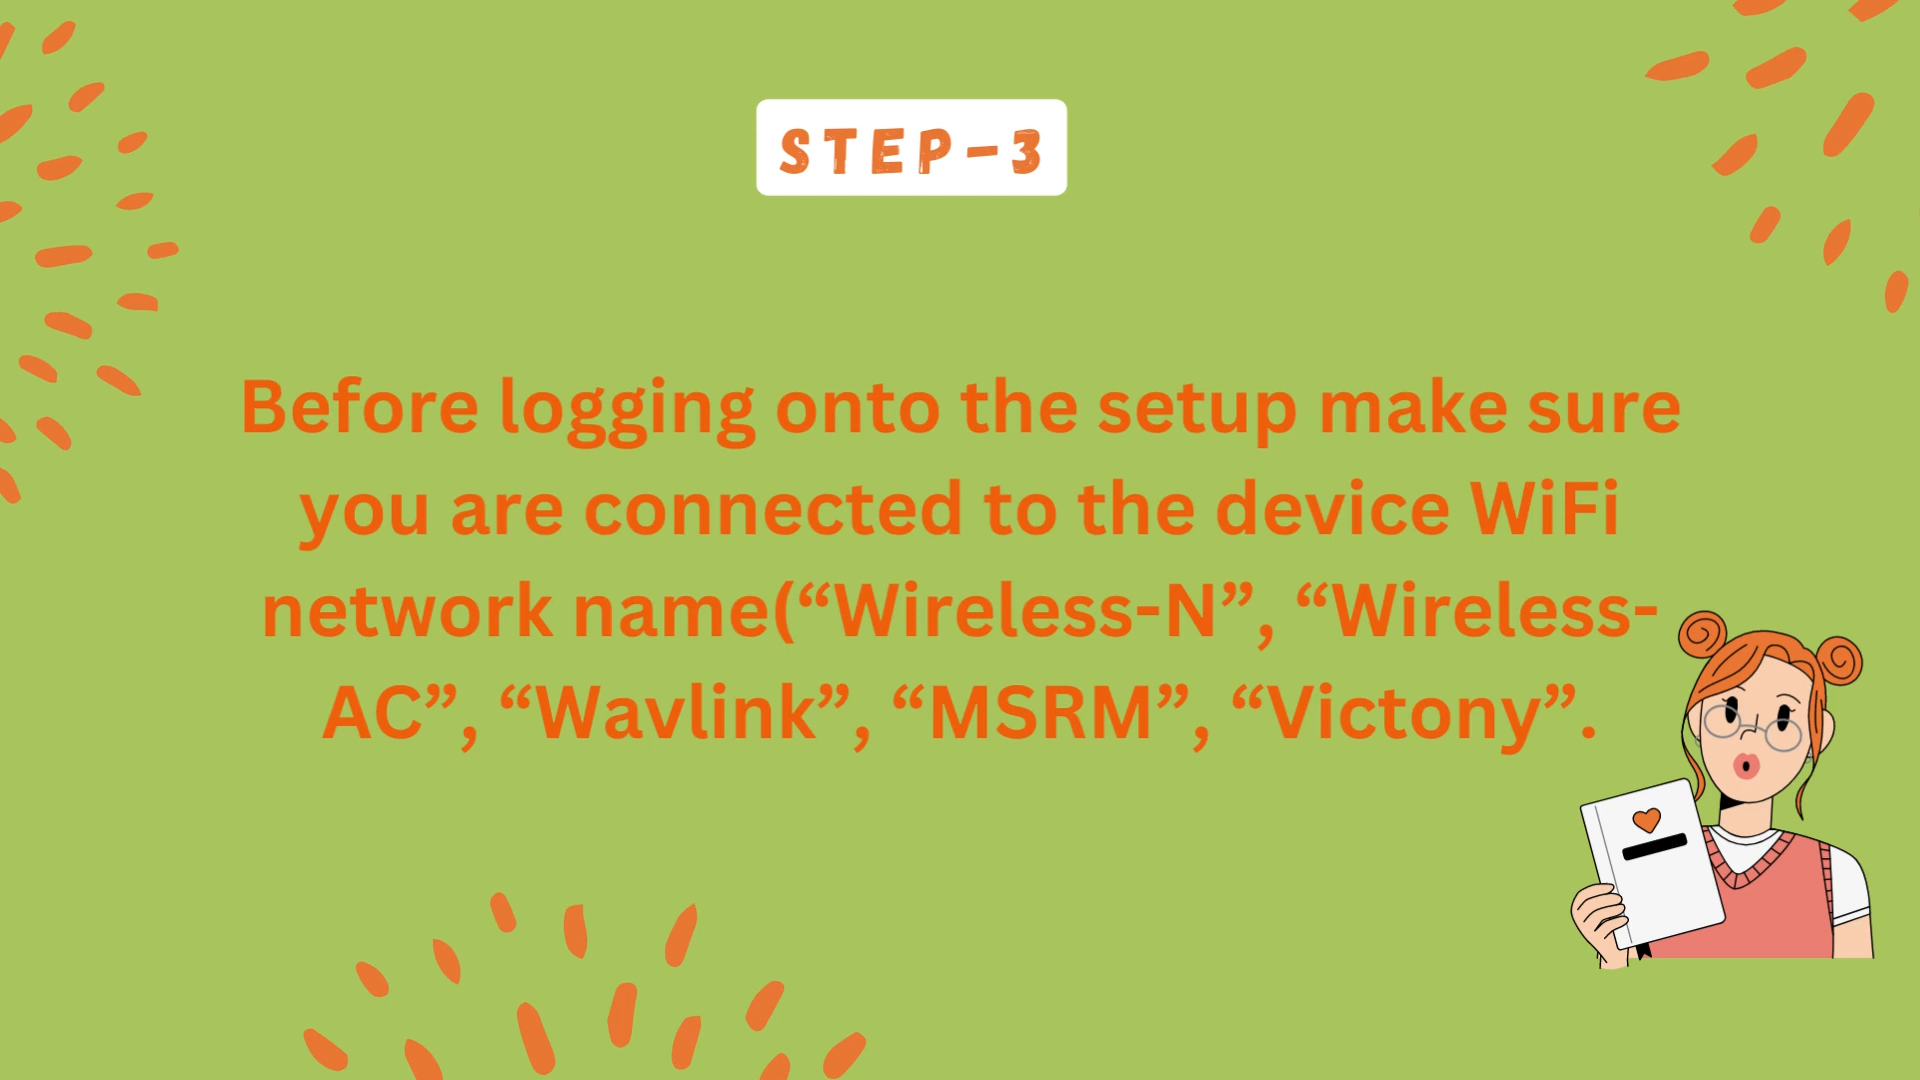 STEP-3
Before logging onto the setup make sure
you are connected to the device WiFi
network name(“Wireless-N”, “Wireless-
AC”, “Wavlink”, “MSRM”, “Victony”.